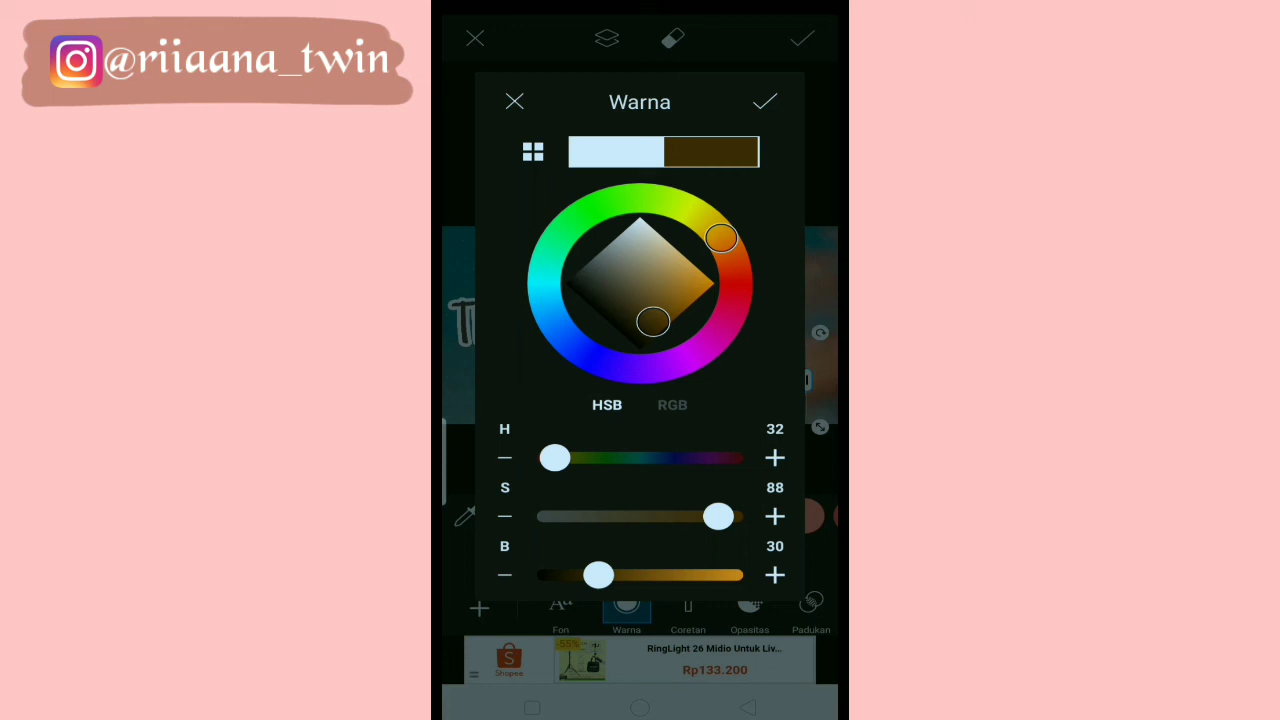 @riiaana_twin
Warna
HSB RGB
H 32
S 88
B 30
Fon Warna Coretan Opasitas Padukan
-55%
RingLight 26 Midio Untuk Liv...
Shopee
Rp133.200